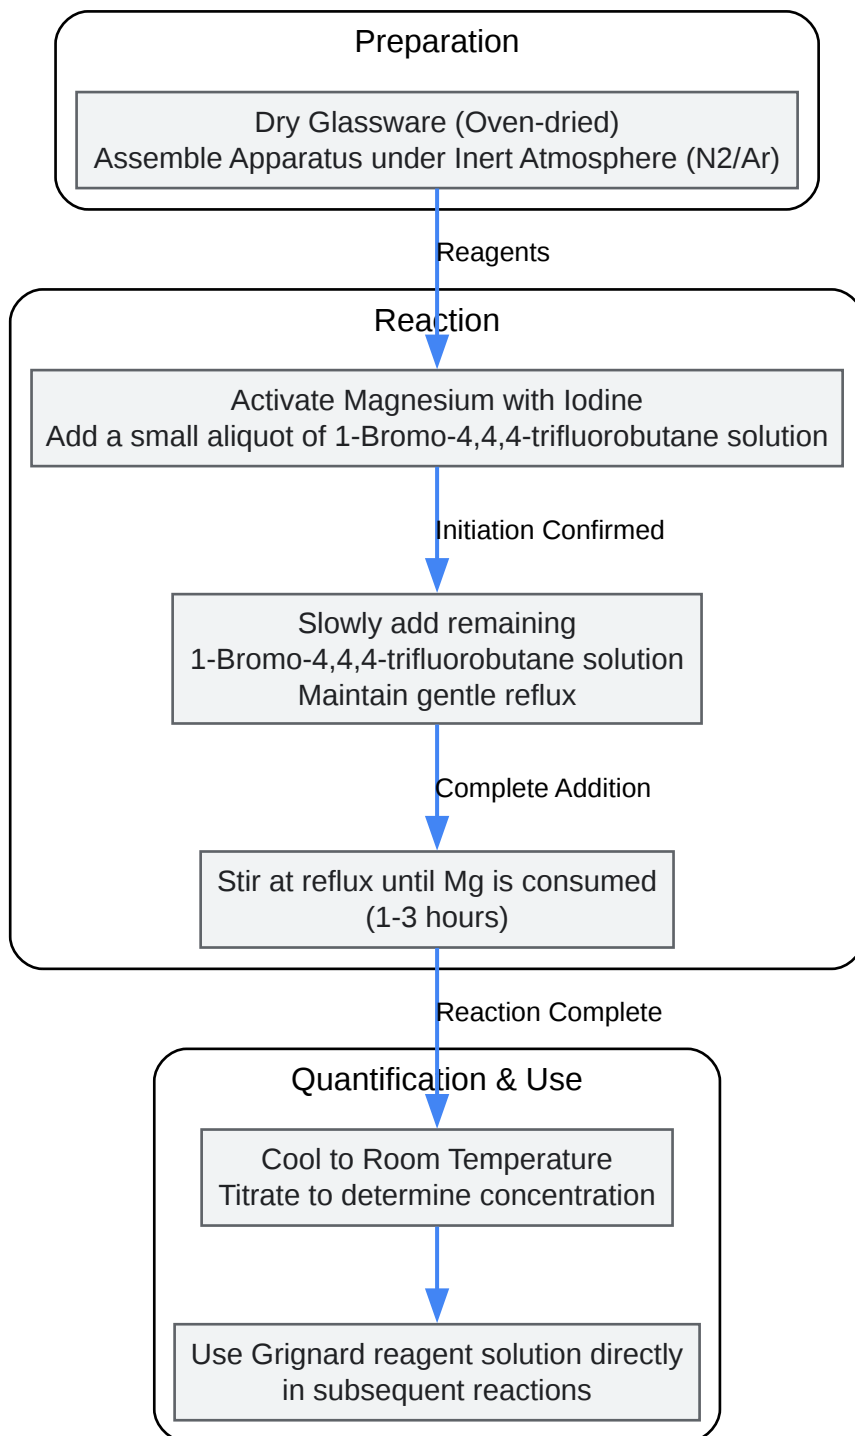 Preparation
Dry Glassware (Oven-dried)
Assemble Apparatus under Inert Atmosphere (N2/Ar)
Reagents
Reaction
Activate Magnesium with Iodine
Add a small aliquot of 1-Bromo-4,4,4-trifluorobutane solution
Initiation Confirmed
Slowly add remaining
1-Bromo-4,4,4-trifluorobutane solution
Maintain gentle reflux
Complete Addition
Stir at reflux until Mg is consumed
(1-3 hours)
Reaction Complete
Quantification & Use
Cool to Room Temperature
Titrate to determine concentration
Use Grignard reagent solution directly
in subsequent reactions